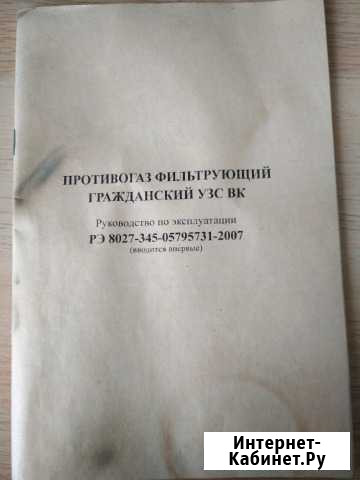 ПРОТИВОГАЗ ФИЛЬТРУЮЩИЙ
ГРАЖДАНСКИЙ УЗС ВК
Руководство по эксплуатации
РЭ 8027-345-05795731-2007
(вводится впервые)
Интернет-
Кабинет.Ру